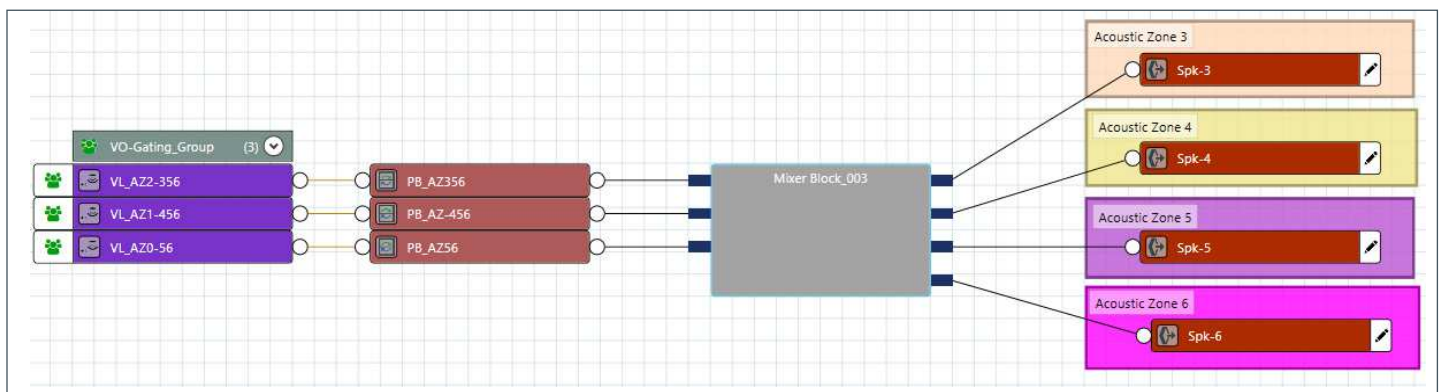 Acoustic Zone 3
Spk-3
Acoustic Zone 4
Spk-4
VO-Gating_Group (3)
VL_AZ2-356 PB_AZ356 Mixer Block_003
VL_AZ1-456 PB_AZ-456
VL_AZ0-56 PB_AZ56
Acoustic Zone 5
Spk-5
Acoustic Zone 6
Spk-6